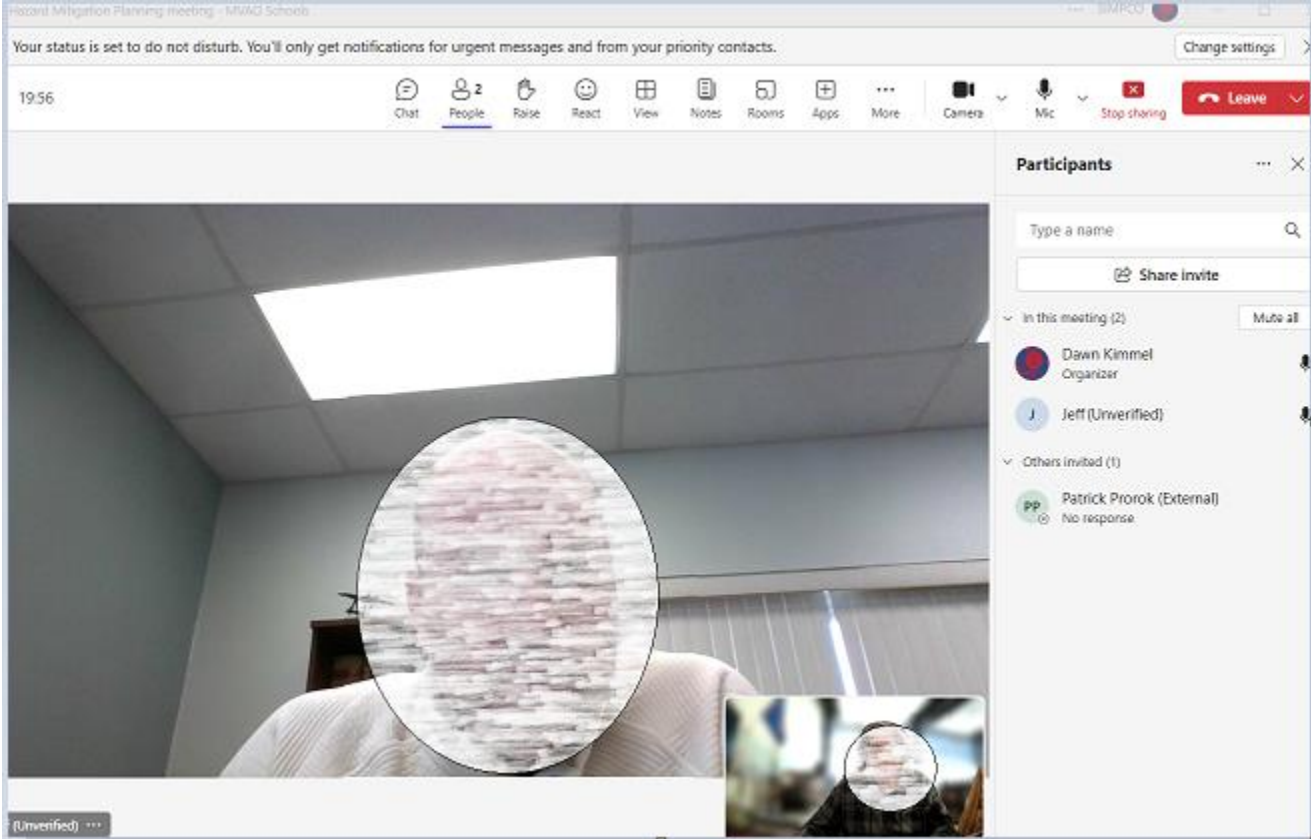 Hazard Mitigation Planning meeting - MVAO Schools
SIMPCO
Your status is set to do not disturb. You'll only get notifications for urgent messages and from your priority contacts.
Change settings
19:56
Chat
2
People
Raise
React
View
Notes
Rooms
Apps
More
Camera
Mic
Stop sharing
Leave
Participants
Type a name
Share invite
In this meeting (2)
Mute all
Dawn Kimmel
Organizer
J
Jeff (Unverified)
Others invited (1)
PP
Patrick Prorok (External)
No response
(Unverified)